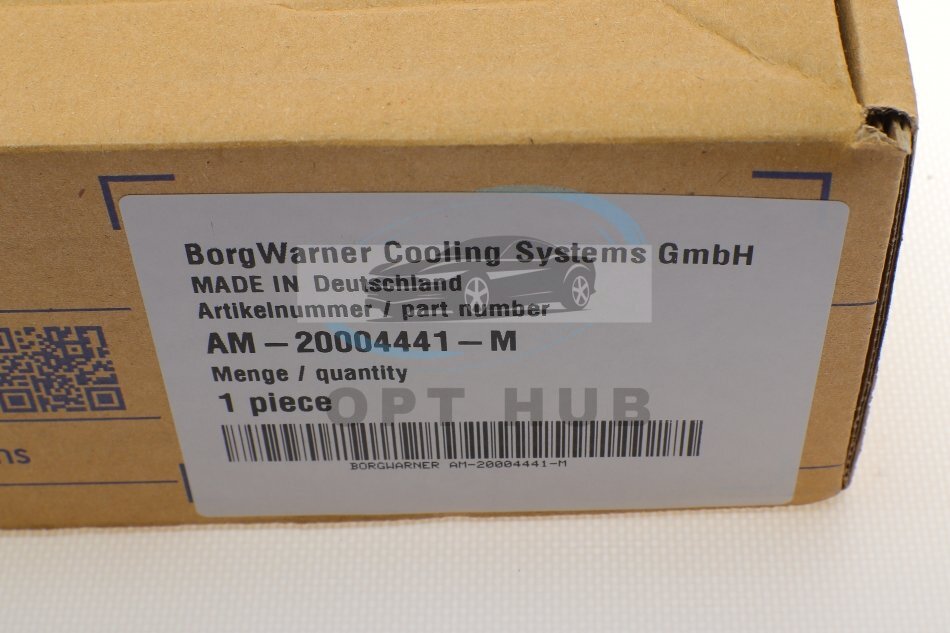 BorgWarner Cooling Systems GmbH
MADE IN Deutschland
Artikelnummer / part number
AM-20004441-M
Menge / quantity
1 piece
OPT HUB
BORGWARNER AM-20004441-M